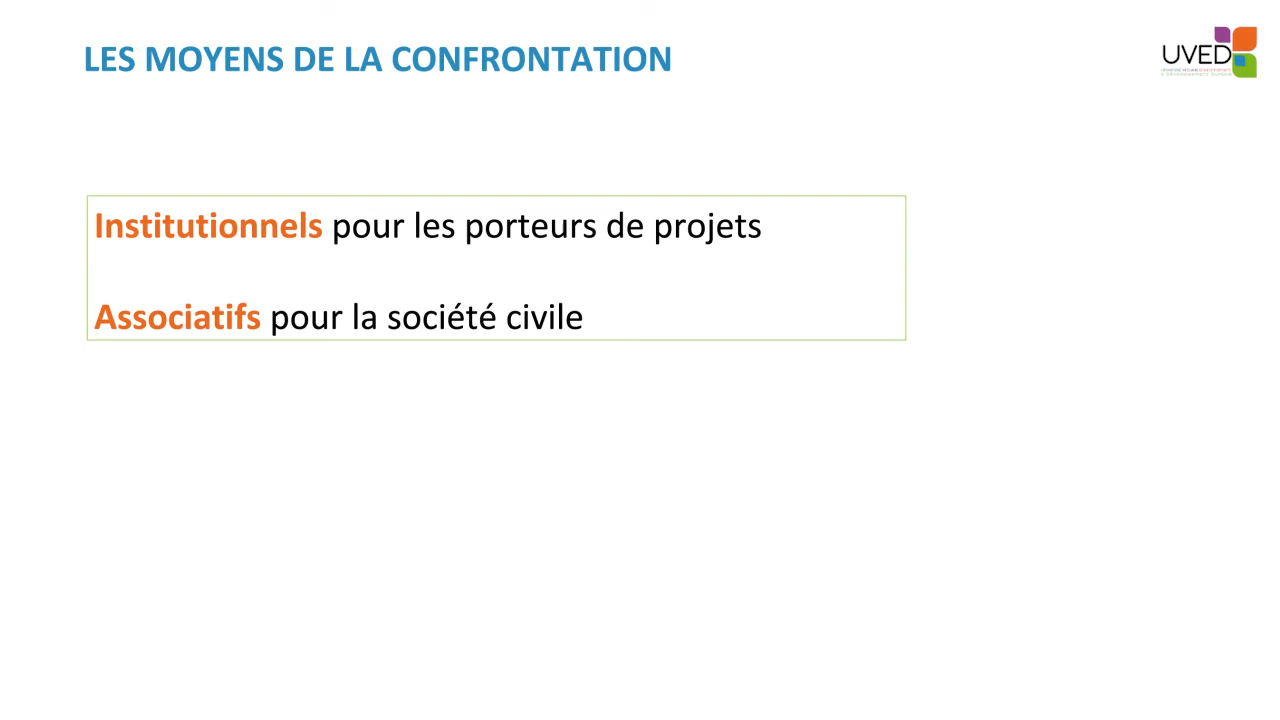 LES MOYENS DE LA CONFRONTATION
UVED
Institutionnels pour les porteurs de projets
Associatifs pour la société civile